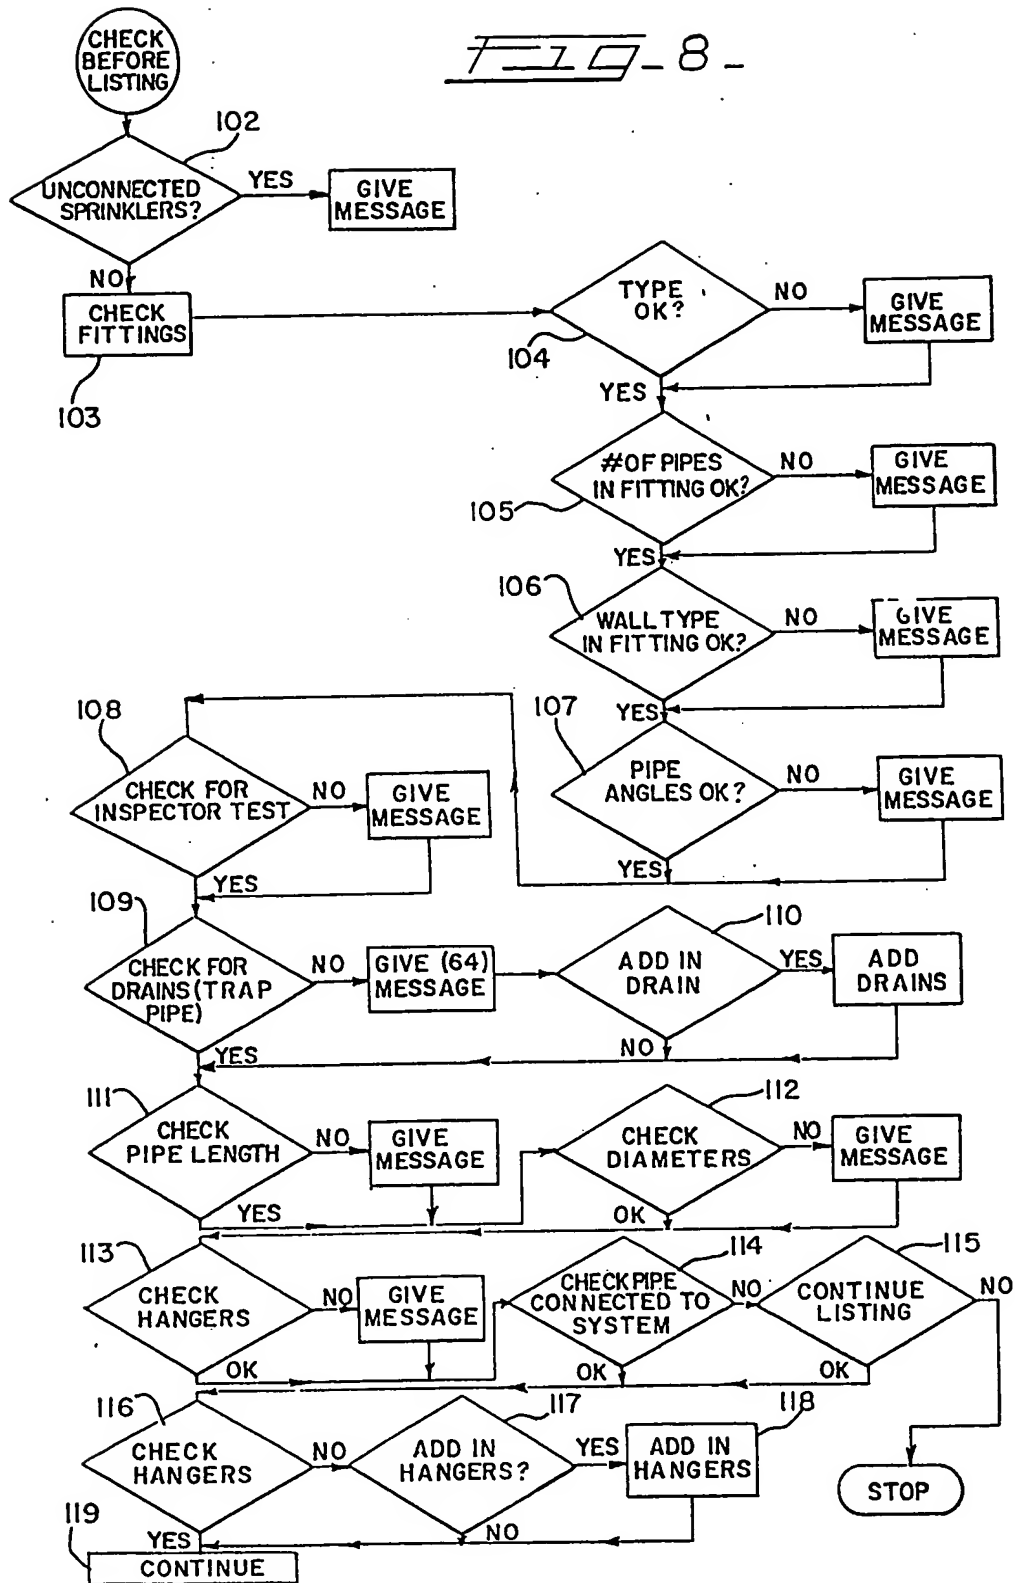 Fig_8_
CHECK
BEFORE
LISTING
102
UNCONNECTED
SPRINKLERS?
YES
GIVE
MESSAGE
NO
CHECK
FITTINGS
103
TYPE
OK?
NO
GIVE
MESSAGE
104
YES
#OF PIPES
IN FITTING OK?
NO
GIVE
MESSAGE
105
YES
106
WALL TYPE
IN FITTING OK?
NO
GIVE
MESSAGE
YES
107
PIPE
ANGLES OK?
NO
GIVE
MESSAGE
YES
108
CHECK FOR
INSPECTOR TEST
NO
GIVE
MESSAGE
YES
109
CHECK FOR
DRAINS(TRAP
PIPE)
NO
GIVE (64)
MESSAGE
110
ADD IN
DRAIN
YES
ADD
DRAINS
NO
YES
111
CHECK
PIPE LENGTH
NO
GIVE
MESSAGE
YES
112
CHECK
DIAMETERS
NO
GIVE
MESSAGE
OK
113
CHECK
HANGERS
NO
GIVE
MESSAGE
OK
114
CHECK PIPE
CONNECTED TO
SYSTEM
NO
OK
115
CONTINUE
LISTING
NO
OK
STOP
116
CHECK
HANGERS
NO
117
ADD IN
HANGERS?
YES
118
ADD IN
HANGERS
NO
YES
119
CONTINUE